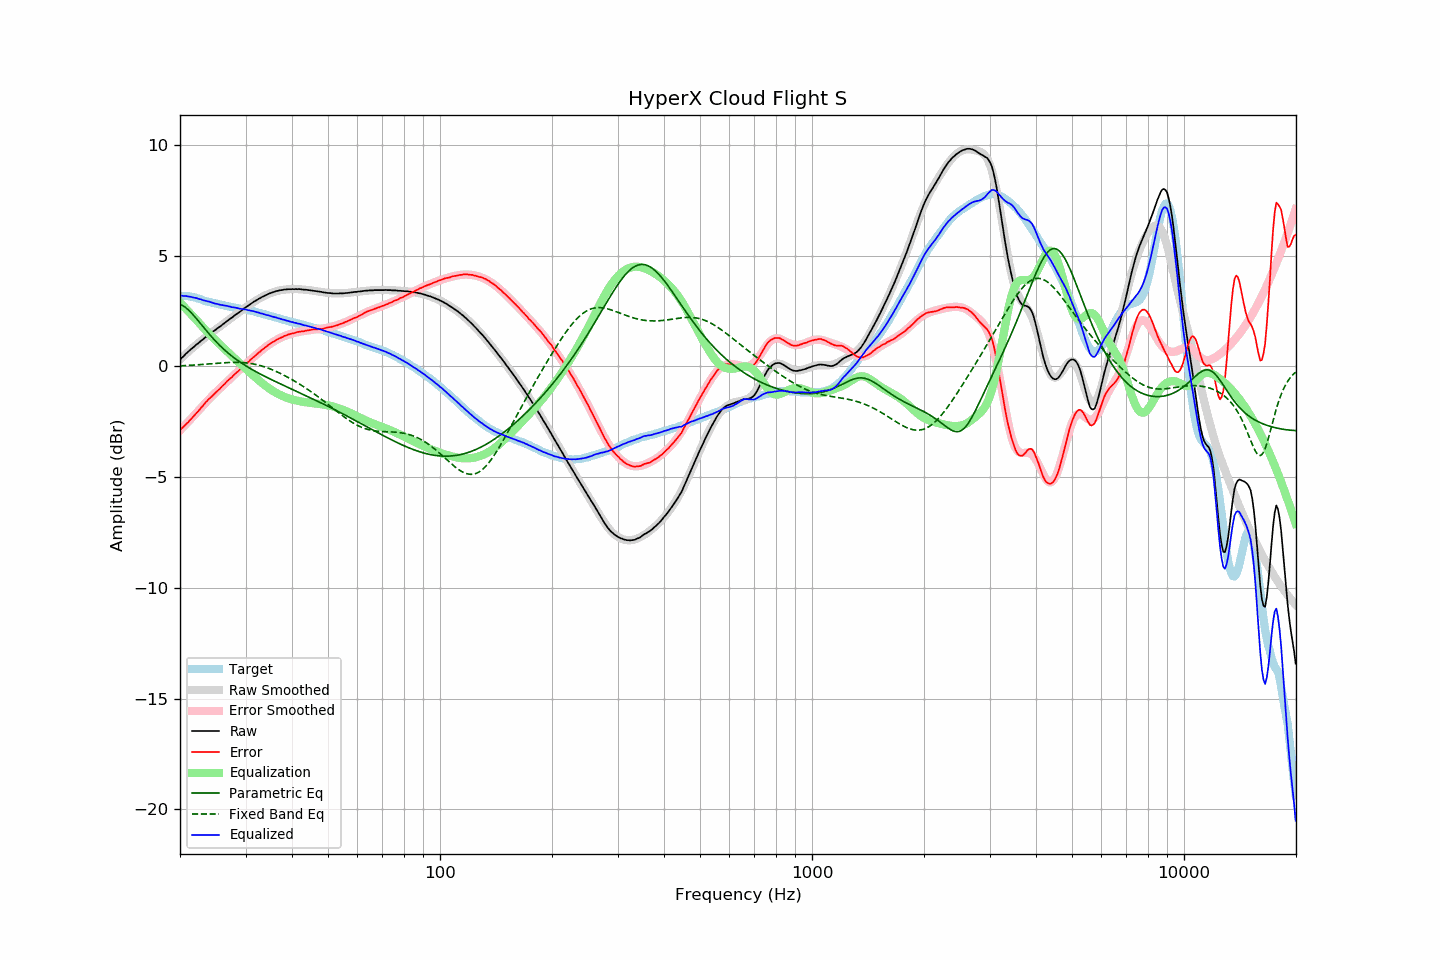 HyperX Cloud Flight S
10
5
0
−5
−10
−15
−20
Amplitude (dBr)
Target
Raw Smoothed
Error Smoothed
Raw
Error
Equalization
Parametric Eq
Fixed Band Eq
Equalized
100
1000
10000
Frequency (Hz)